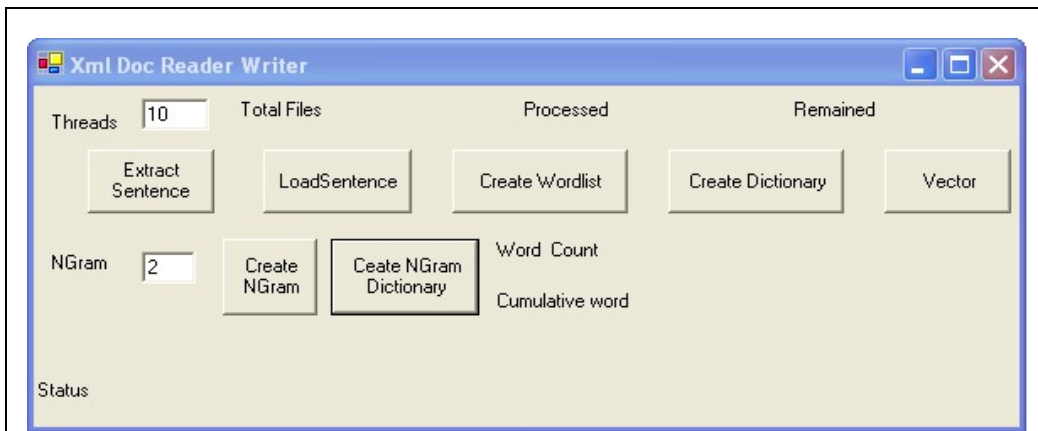 Xml Doc Reader Writer
Threads 10 Total Files Processed Remained
Extract
Sentence
LoadSentence
Create Wordlist
Create Dictionary
Vector
NGram 2
Create
NGram
Ceate NGram
Dictionary
Word Count
Cumulative word
Status